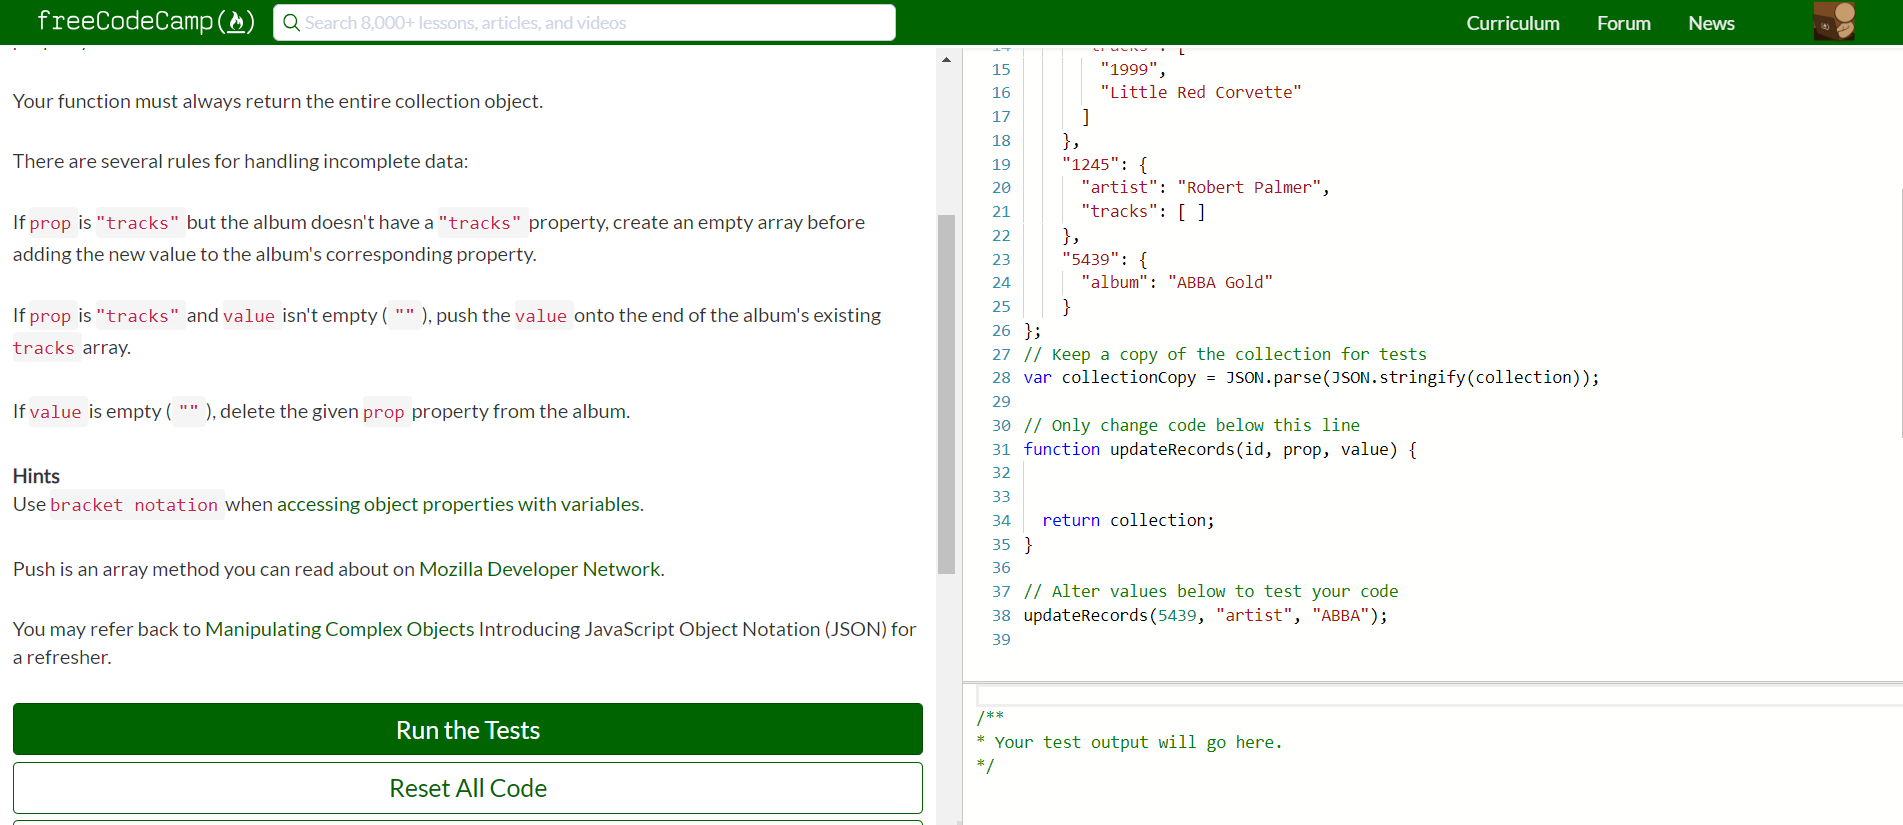 freeCodeCamp
Search 8,000+ lessons, articles, and videos
Curriculum
Forum
News
Your function must always return the entire collection object.
There are several rules for handling incomplete data:
If prop is "tracks" but the album doesn't have a "tracks" property, create an empty array before
adding the new value to the album's corresponding property.
If prop is "tracks" and value isn't empty ( "" ), push the value onto the end of the album's existing
tracks array.
If value is empty ( "" ), delete the given prop property from the album.
Hints
Use bracket notation when accessing object properties with variables.
Push is an array method you can read about on Mozilla Developer Network.
You may refer back to Manipulating Complex Objects Introducing JavaScript Object Notation (JSON) for
a refresher.
Run the Tests
Reset All Code
14 "tracks": [
15 "1999",
16 "Little Red Corvette"
17 ]
18 },
19 "1245": {
20 "artist": "Robert Palmer",
21 "tracks": [ ]
22 },
23 "5439": {
24 "album": "ABBA Gold"
25 }
26 };
27 // Keep a copy of the collection for tests
28 var collectionCopy = JSON.parse(JSON.stringify(collection));
29
30 // Only change code below this line
31 function updateRecords(id, prop, value) {
32
33
34 return collection;
35 }
36
37 // Alter values below to test your code
38 updateRecords(5439, "artist", "ABBA");
39
/**
* Your test output will go here.
*/